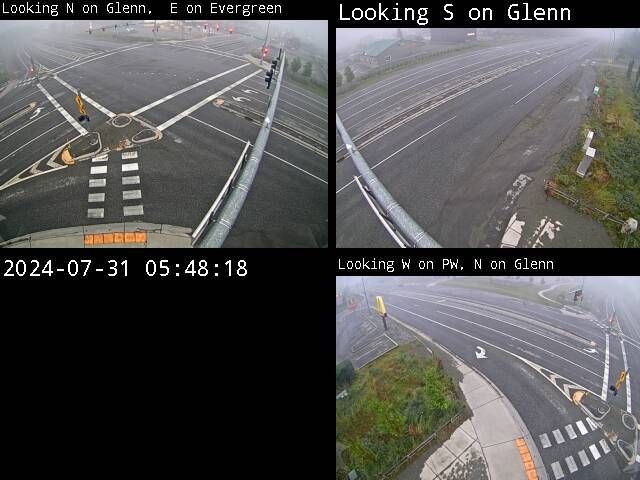 Looking N on Glenn,  E on Evergreen
Looking S on Glenn
2024-07-31 05:48:18
Looking W on PW, N on Glenn